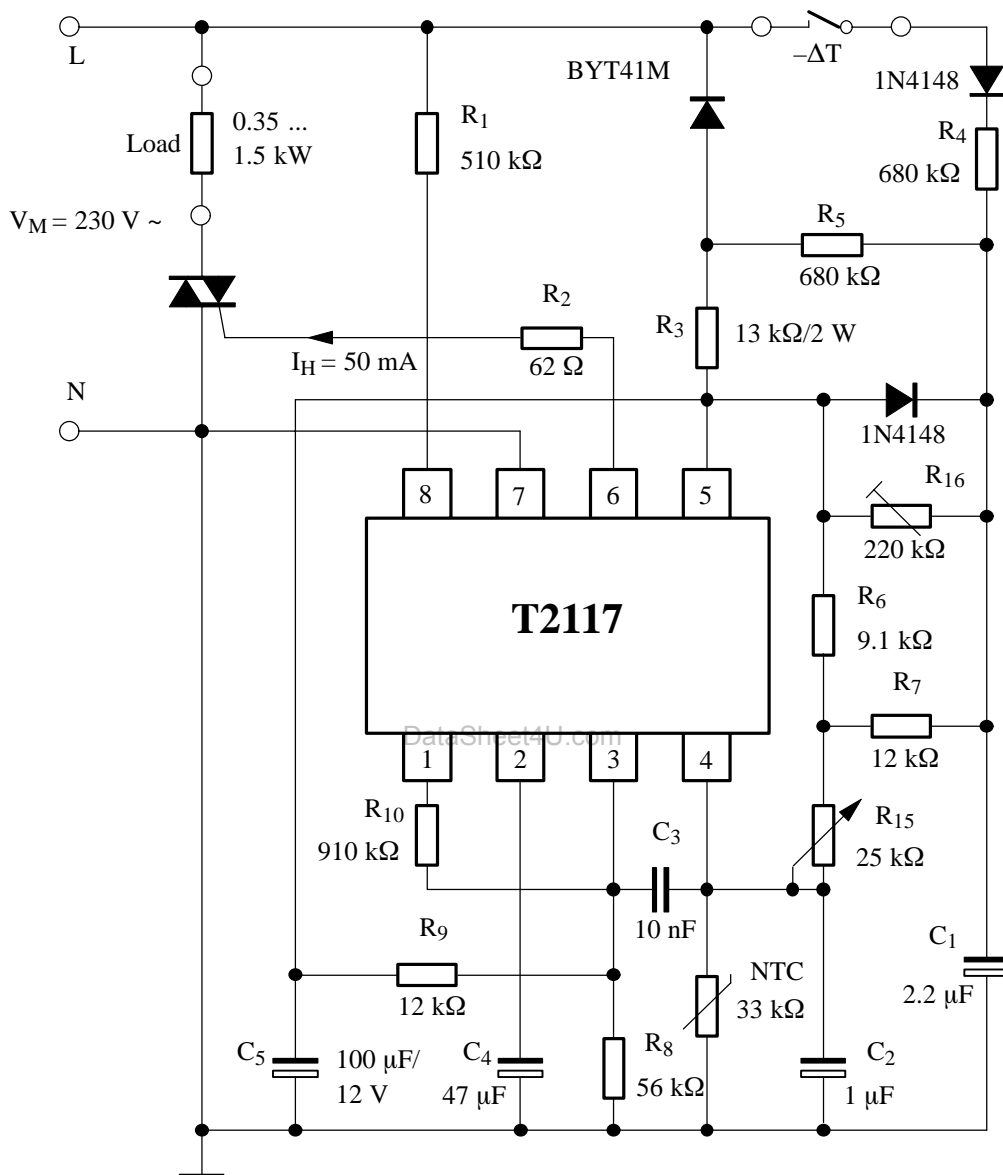 L
–ΔT
BYT41M
1N4148
R1
510 kΩ
Load
0.35 ...
1.5 kW
R4
680 kΩ
VM = 230 V ~
R5
680 kΩ
R2
62 Ω
IH = 50 mA
R3
13 kΩ/2 W
N
1N4148
8
7
6
5
R16
220 kΩ
T2117
R6
9.1 kΩ
R7
12 kΩ
DataSheet4U.com
1
2
3
4
R10
910 kΩ
C3
10 nF
R15
25 kΩ
R9
12 kΩ
NTC
33 kΩ
C1
2.2 μF
C5
100 μF/
12 V
C4
47 μF
R8
56 kΩ
C2
1 μF